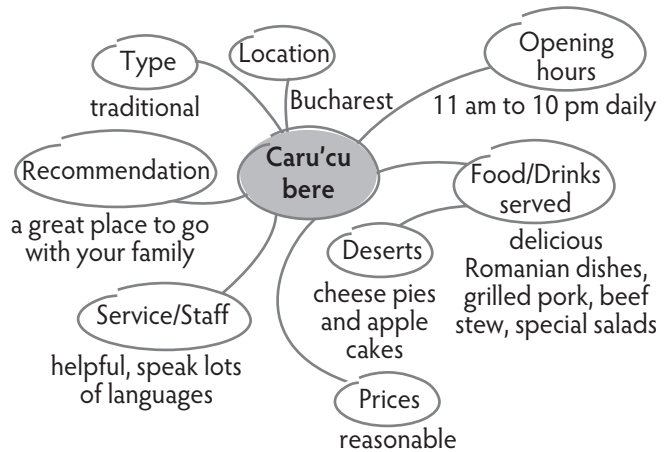 Type
traditional
Location
Bucharest
Opening
hours
11 am to 10 pm daily
Caru'cu
bere
Recommendation
a great place to go
with your family
Food/Drinks
served
delicious
Romanian dishes,
grilled pork, beef
stew, special salads
Deserts
cheese pies
and apple
cakes
Service/Staff
helpful, speak lots
of languages
Prices
reasonable